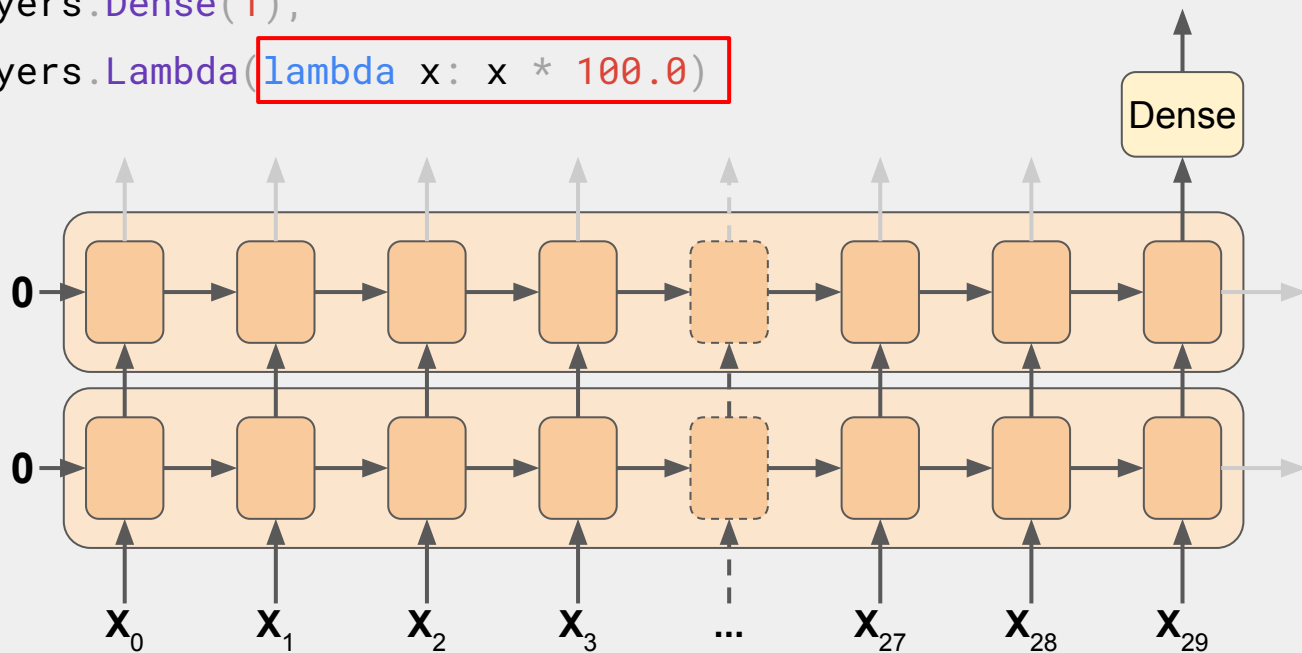 yers.Dense(1),
yers.Lambda(lambda x: x * 100.0)
Dense
0
0
X0 X1 X2 X3 ... X27 X28 X29